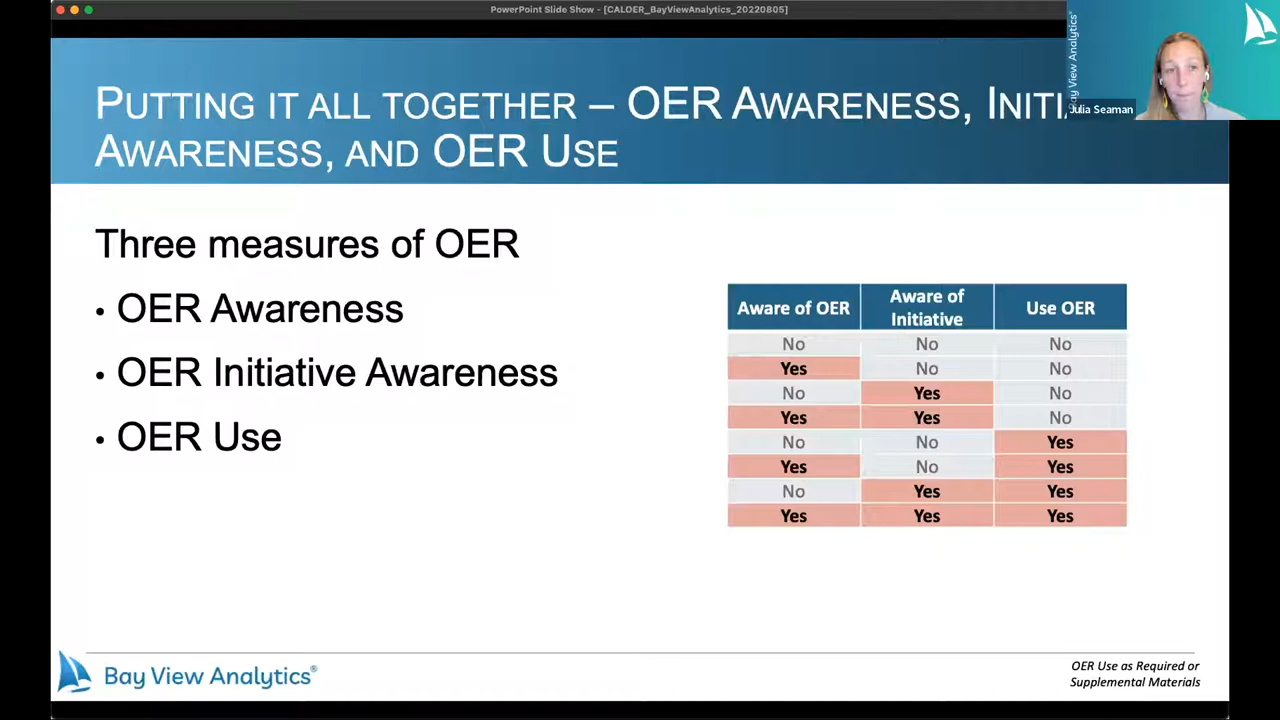 PowerPoint Slide Show - [CALDER_BayViewAnalytics_20220805]
PUTTING IT ALL TOGETHER – OER AWARENESS, INITI
AWARENESS, AND OER USE
Bay View Analytics®
Julia Seaman
Three measures of OER
• OER Awareness
• OER Initiative Awareness
• OER Use
Aware of OER Aware of Initiative Use OER
No No No
Yes No No
No Yes No
Yes Yes No
No No Yes
Yes No Yes
No Yes Yes
Yes Yes Yes
Bay View Analytics®
OER Use as Required or
Supplemental Materials